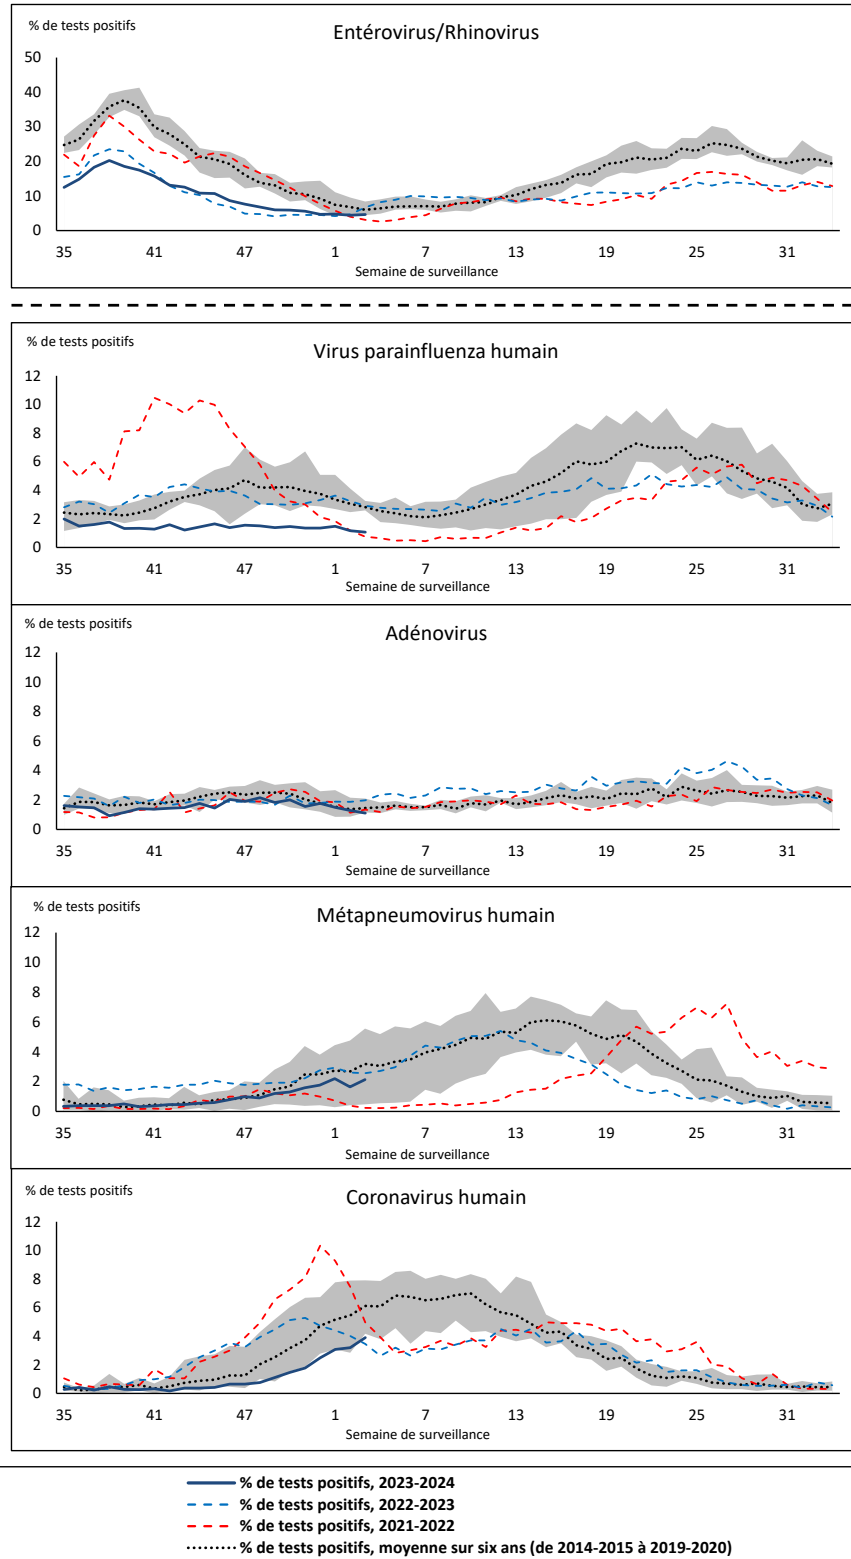 % de tests positifs
Entérovirus/Rhinovirus
50
40
30
20
10
0
35 41 47 1 7 13 19 25 31
Semaine de surveillance
% de tests positifs
Virus parainfluenza humain
12
10
8
6
4
2
0
35 41 47 1 7 13 19 25 31
Semaine de surveillance
% de tests positifs
Adénovirus
12
10
8
6
4
2
0
35 41 47 1 7 13 19 25 31
Semaine de surveillance
% de tests positifs
Métapneumovirus humain
12
10
8
6
4
2
0
35 41 47 1 7 13 19 25 31
Semaine de surveillance
% de tests positifs
Coronavirus humain
12
10
8
6
4
2
0
35 41 47 1 7 13 19 25 31
Semaine de surveillance
% de tests positifs, 2023-2024
% de tests positifs, 2022-2023
% de tests positifs, 2021-2022
% de tests positifs, moyenne sur six ans (de 2014-2015 à 2019-2020)